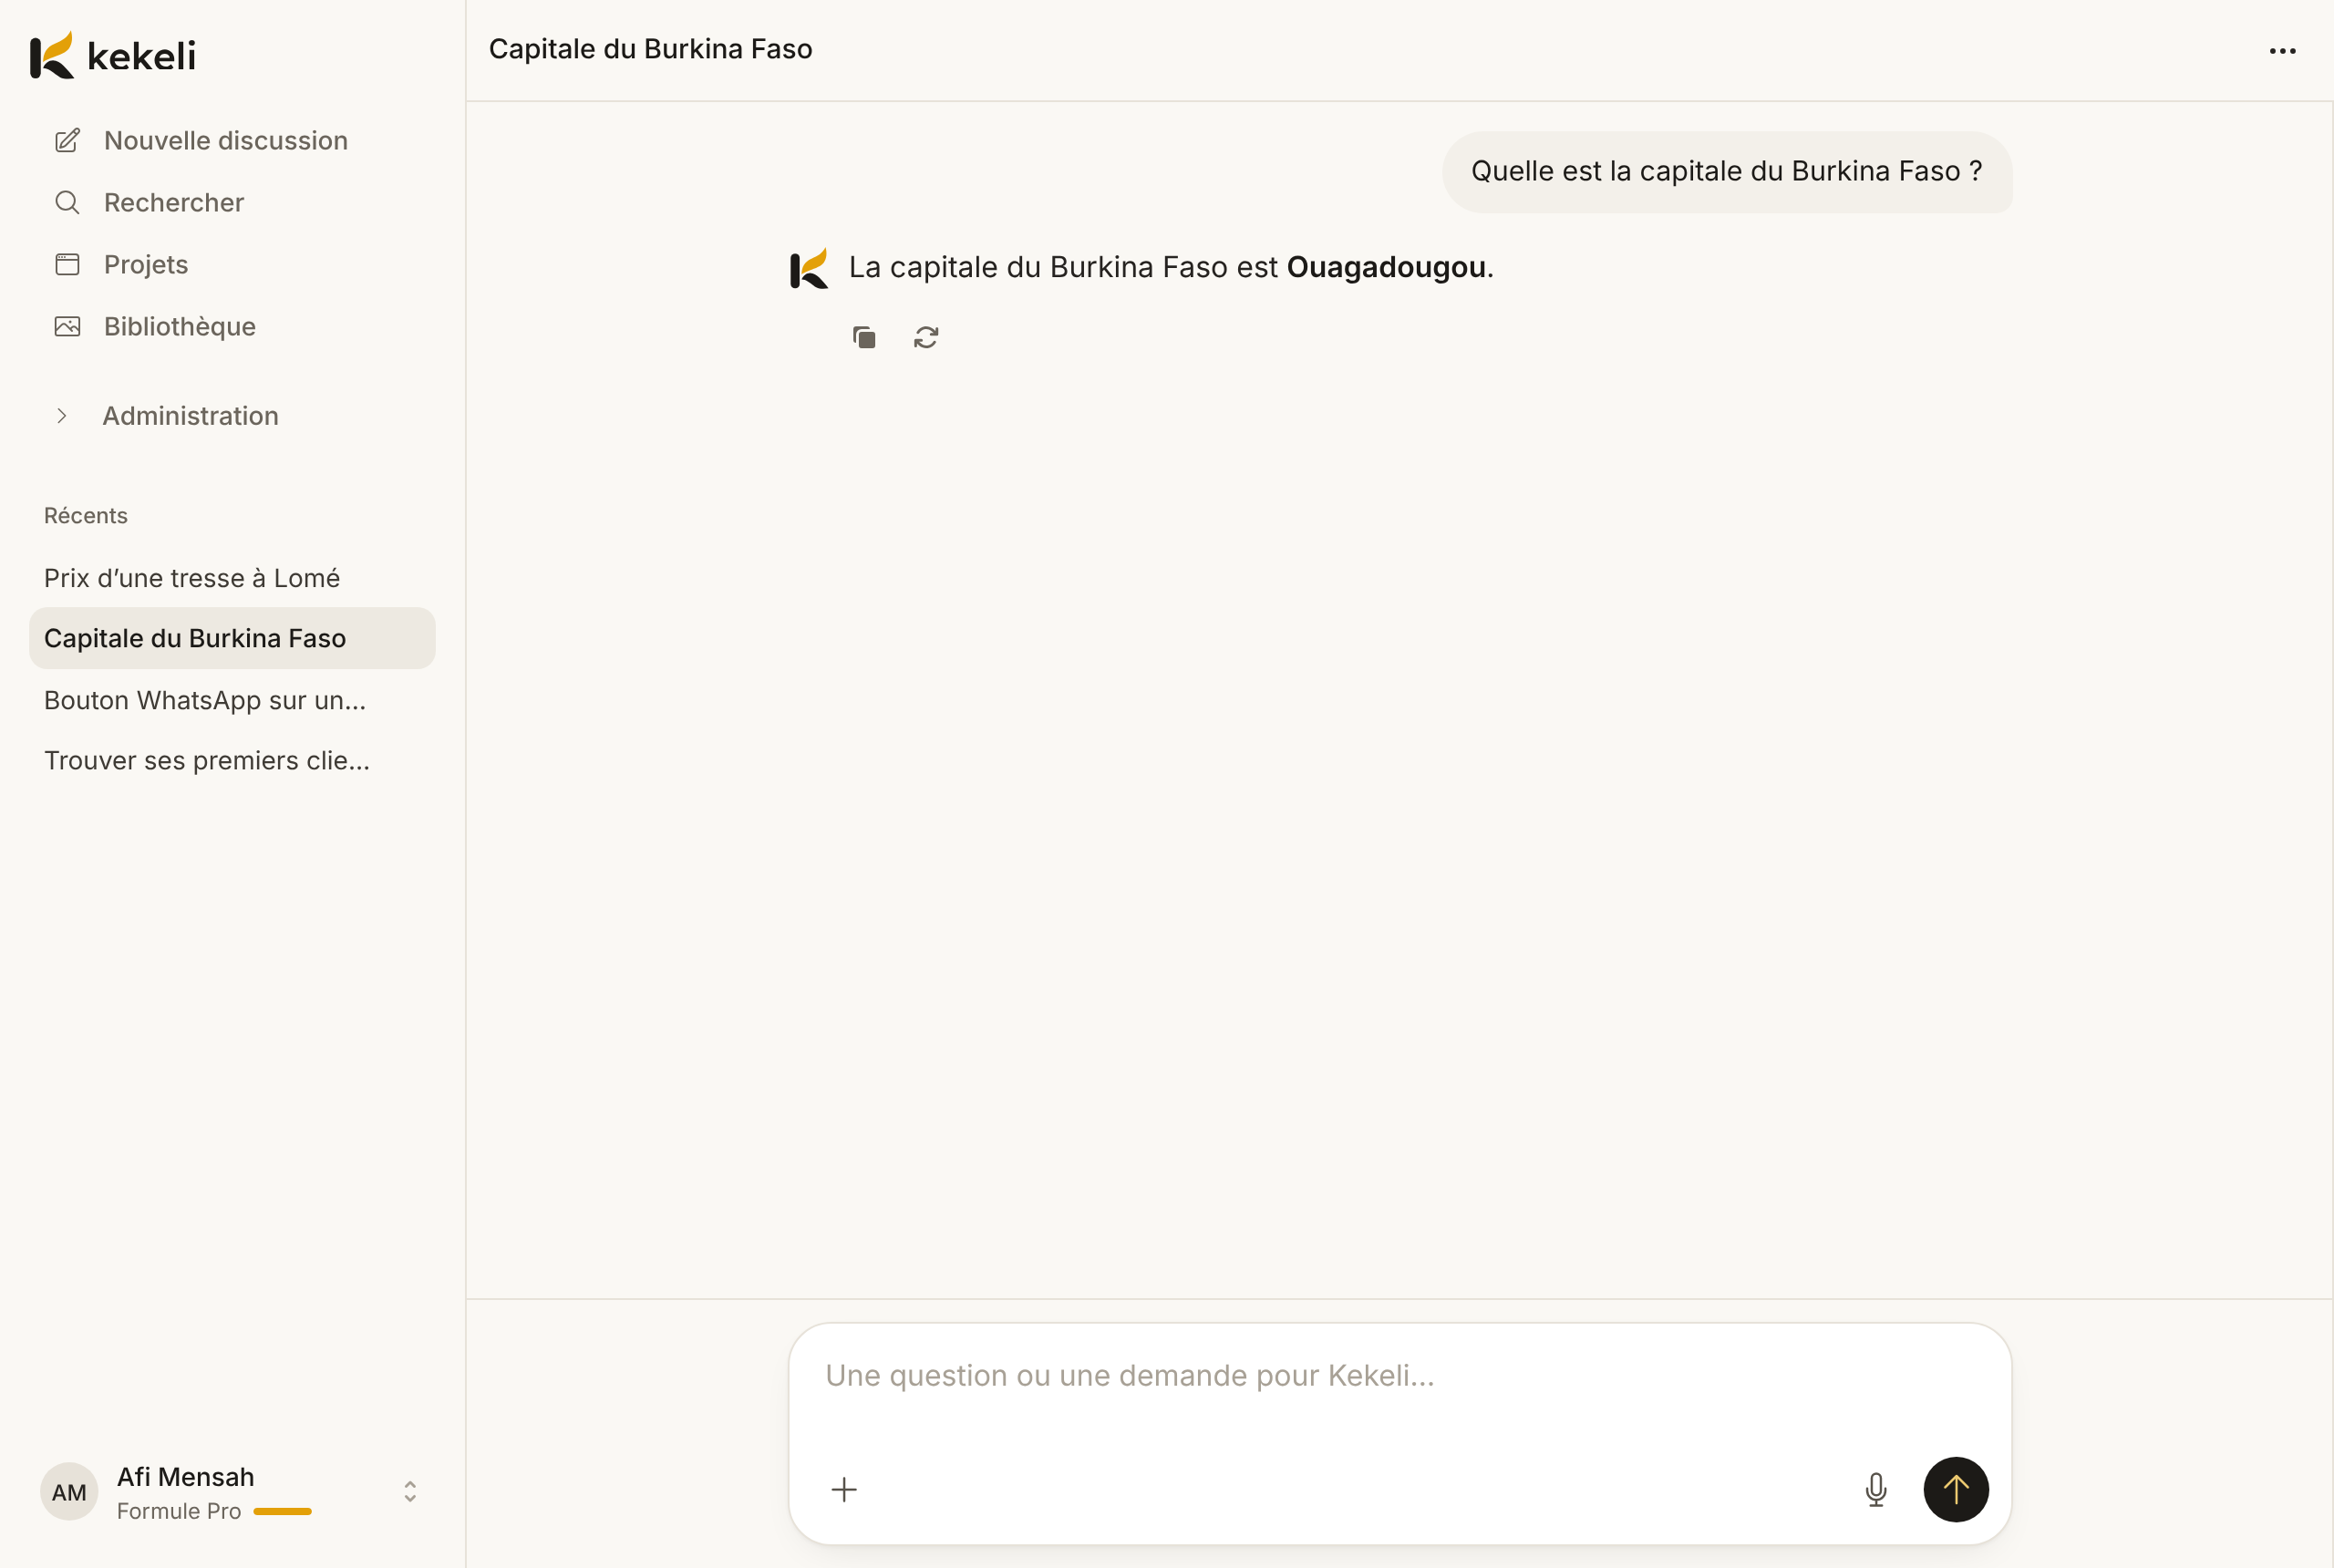 kekeli
Nouvelle discussion
Rechercher
Projets
Bibliothèque
Administration
Récents
Prix d’une tresse à Lomé
Capitale du Burkina Faso
Bouton WhatsApp sur un...
Trouver ses premiers clie...
AM
Afi Mensah
Formule Pro
Capitale du Burkina Faso
Quelle est la capitale du Burkina Faso ?
La capitale du Burkina Faso est Ouagadougou.
Une question ou une demande pour Kekeli...